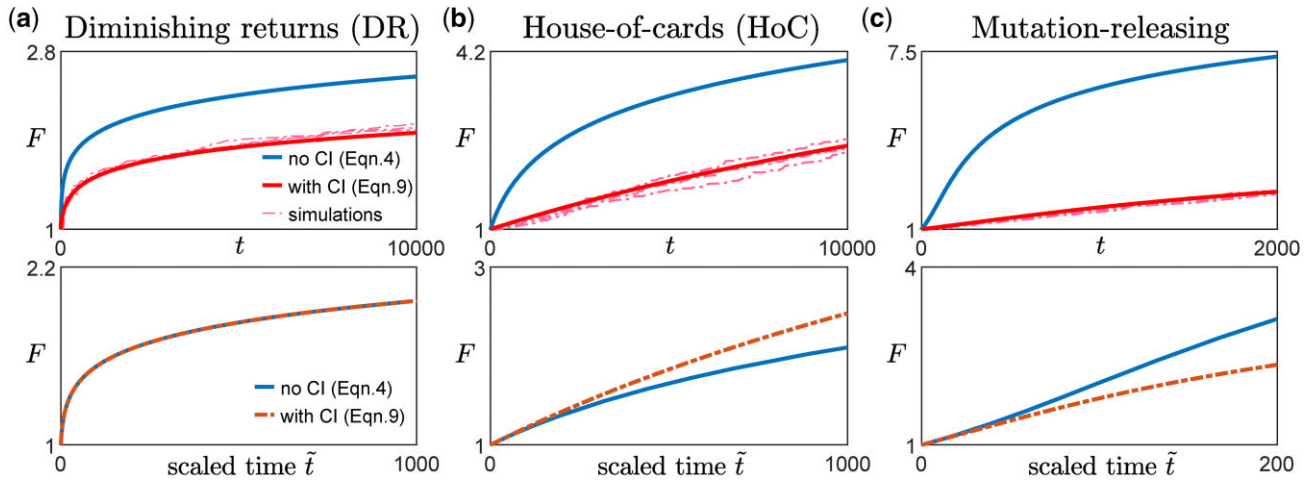 (a) Diminishing returns (DR)
2.8
F
1
no CI (Eqn.4)
with CI (Eqn.9)
simulations
0 t 10000
2.2
F
1
no CI (Eqn.4)
with CI (Eqn.9)
0 scaled time t̃ 1000
(b) House-of-cards (HoC)
4.2
F
1
0 t 10000
3
F
1
0 scaled time t̃ 1000
(c) Mutation-releasing
7.5
F
1
0 t 2000
4
F
1
0 scaled time t̃ 200